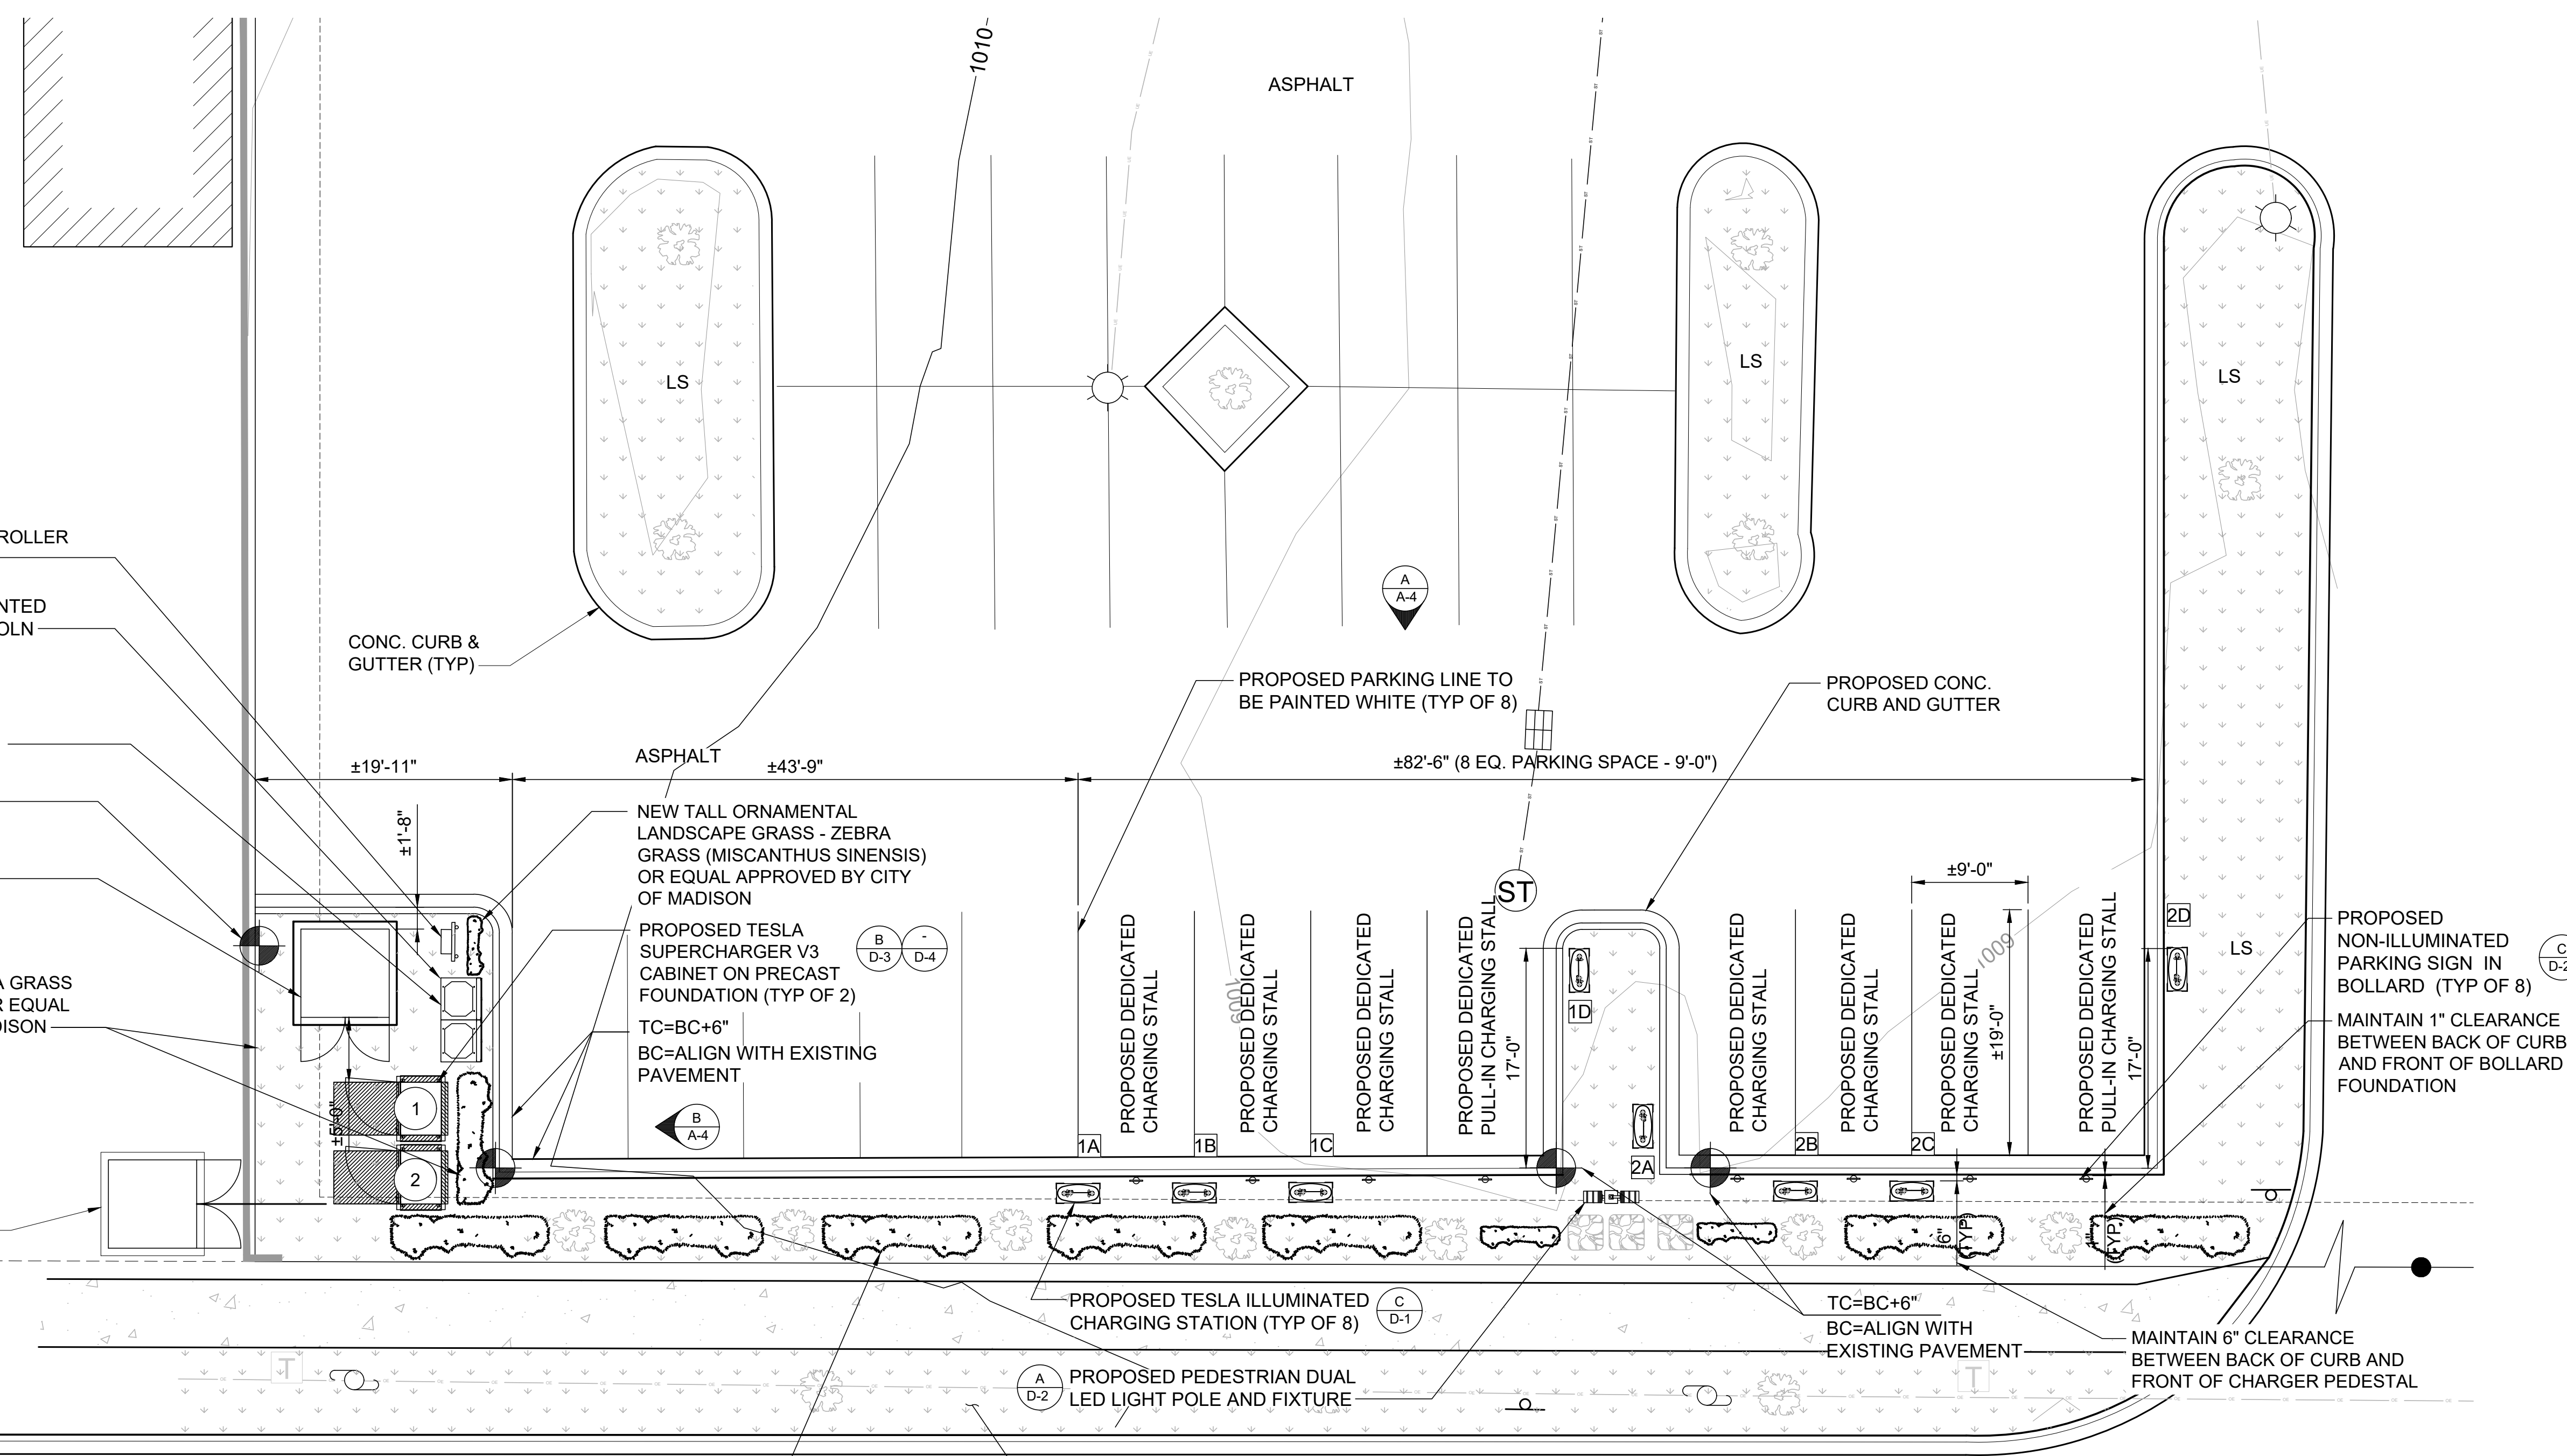 1010
ASPHALT
LS
LS
LS
ROLLER
NTED
OLN
CONC. CURB &
GUTTER (TYP)
A
A-4
PROPOSED PARKING LINE TO
BE PAINTED WHITE (TYP OF 8)
PROPOSED CONC.
CURB AND GUTTER
ASPHALT
±19'-11"
±43'-9"
±82'-6" (8 EQ. PARKING SPACE - 9'-0")
±1'-8"
NEW TALL ORNAMENTAL
LANDSCAPE GRASS - ZEBRA
GRASS (MISCANTHUS SINENSIS)
OR EQUAL APPROVED BY CITY
OF MADISON
PROPOSED TESLA
SUPERCHARGER V3
CABINET ON PRECAST
FOUNDATION (TYP OF 2)
B
D-3
-
D-4
TC=BC+6"
BC=ALIGN WITH EXISTING
PAVEMENT
B
A-4
A GRASS
R EQUAL
DISON
1
2
±5'-0"
PROPOSED DEDICATED
CHARGING STALL
1009
PROPOSED DEDICATED
CHARGING STALL
PROPOSED DEDICATED
CHARGING STALL
PROPOSED DEDICATED
PULL-IN CHARGING STALL
ST
17'-0"
1A
1B
1C
1D
2A
PROPOSED DEDICATED
CHARGING STALL
PROPOSED DEDICATED
CHARGING STALL
±9'-0"
PROPOSED DEDICATED
CHARGING STALL
1009
±19'-0"
PROPOSED DEDICATED
PULL-IN CHARGING STALL
17'-0"
2B
2C
2D
LS
PROPOSED
NON-ILLUMINATED
PARKING SIGN IN
BOLLARD (TYP OF 8)
C
D-2
MAINTAIN 1" CLEARANCE
BETWEEN BACK OF CURB
AND FRONT OF BOLLARD
FOUNDATION
6"
(TYP)
1"
(TYP)
PROPOSED TESLA ILLUMINATED
CHARGING STATION (TYP OF 8)
C
D-1
TC=BC+6"
BC=ALIGN WITH
EXISTING PAVEMENT
MAINTAIN 6" CLEARANCE
BETWEEN BACK OF CURB AND
FRONT OF CHARGER PEDESTAL
A
D-2
PROPOSED PEDESTRIAN DUAL
LED LIGHT POLE AND FIXTURE
T
T